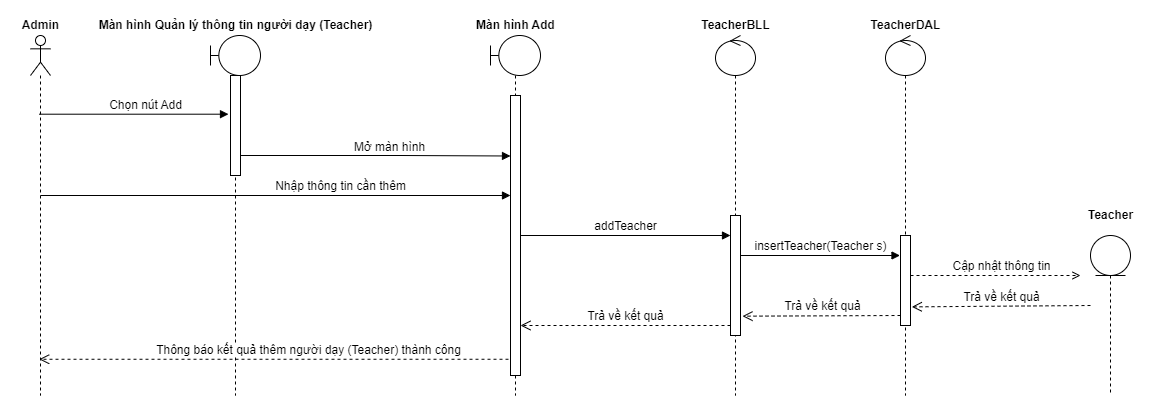 Admin
Màn hình Quản lý thông tin người dạy (Teacher)
Màn hình Add
TeacherBLL
TeacherDAL
Chọn nút Add
Mở màn hình
Nhập thông tin cần thêm
Teacher
addTeacher
insertTeacher(Teacher s)
Cập nhật thông tin
Trả về kết quả
Trả về kết quả
Trả về kết quả
Thông báo kết quả thêm người dạy (Teacher) thành công